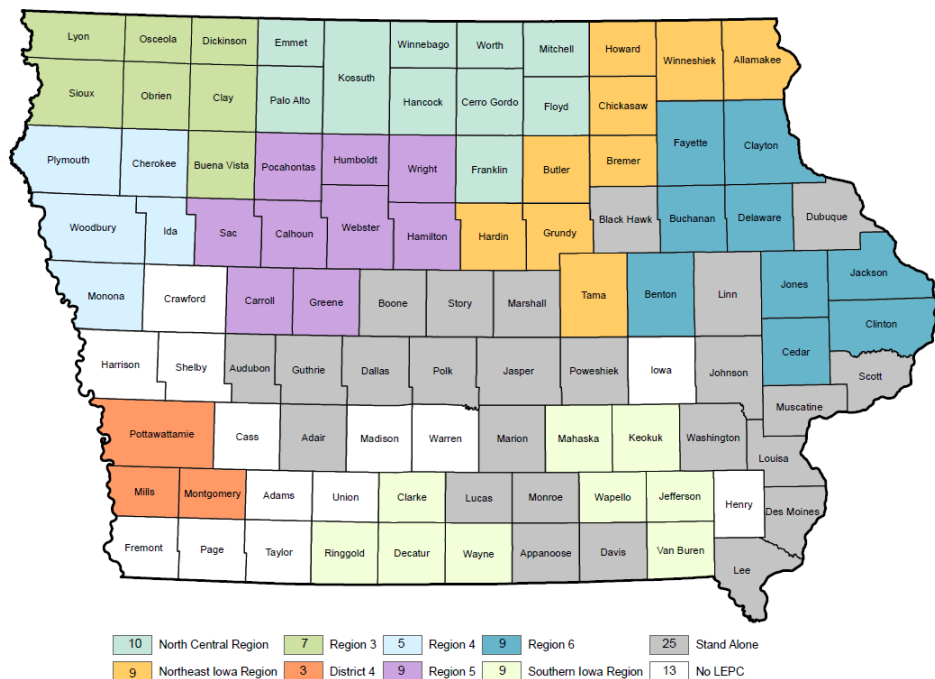 Lyon Osceola Dickinson Emmet Winnebago Worth Mitchell Howard Winneshiek Allamakee
Kossuth
Sioux Obrien Clay Palo Alto Hancock Cerro Gordo Floyd Chickasaw
Plymouth Cherokee Buena Vista Pocahontas Humboldt Wright Franklin Butler Bremer Fayette Clayton
Woodbury Ida Sac Calhoun Webster Hamilton Hardin Grundy Black Hawk Buchanan Delaware Dubuque
Monona Crawford Carroll Greene Boone Story Marshall Tama Benton Linn Jones Jackson
Clinton
Harrison Shelby Audubon Guthrie Dallas Polk Jasper Poweshiek Iowa Johnson Cedar Scott
Muscatine
Pottawattamie Cass Adair Madison Warren Marion Mahaska Keokuk Washington
Louisa
Mills Montgomery Adams Union Clarke Lucas Monroe Wapello Jefferson Henry Des Moines
Fremont Page Taylor Ringgold Decatur Wayne Appanoose Davis Van Buren Lee
10 North Central Region 7 Region 3 5 Region 4 9 Region 6 25 Stand Alone
9 Northeast Iowa Region 3 District 4 9 Region 5 9 Southern Iowa Region 13 No LEPC